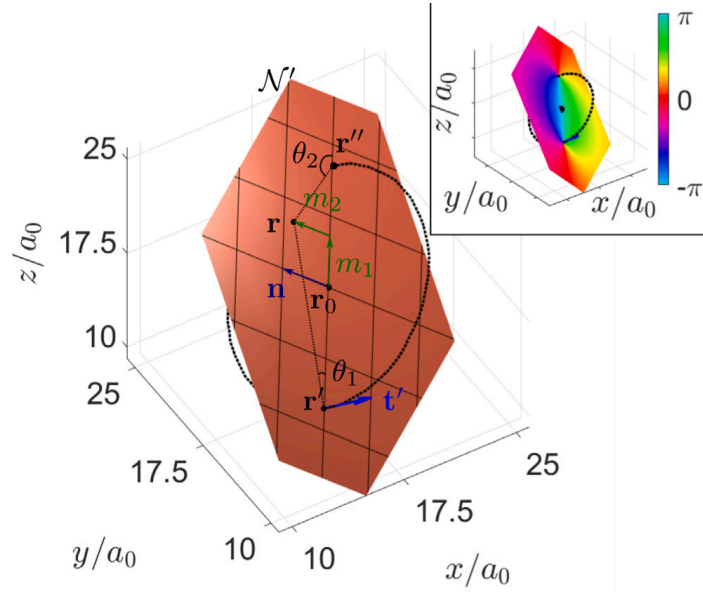 𝒩′
r″
θ₂
m₂
r
m₁
n
r₀
θ₁
r′
t′
z/a₀
25
17.5
10
y/a₀
25
17.5
10
x/a₀
10
17.5
25
z/a₀
y/a₀
x/a₀
π
0
-π